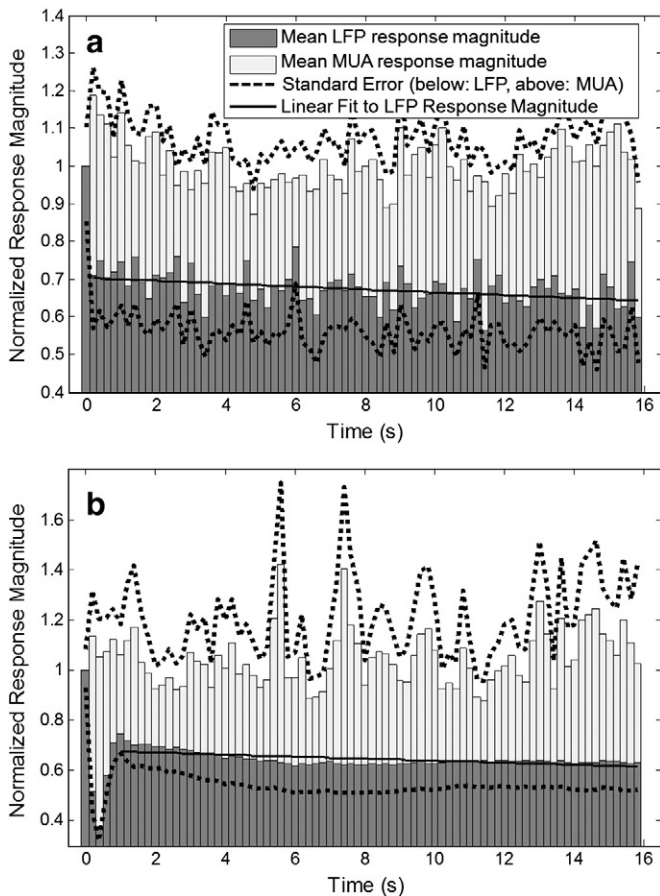 a
Mean LFP response magnitude
Mean MUA response magnitude
Standard Error (below: LFP, above: MUA)
Linear Fit to LFP Response Magnitude
Normalized Response Magnitude
1.4
1.3
1.2
1.1
1
0.9
0.8
0.7
0.6
0.5
0.4
0 2 4 6 8 10 12 14 16
Time (s)
b
Normalized Response Magnitude
1.6
1.4
1.2
1
0.8
0.6
0.4
0 2 4 6 8 10 12 14 16
Time (s)